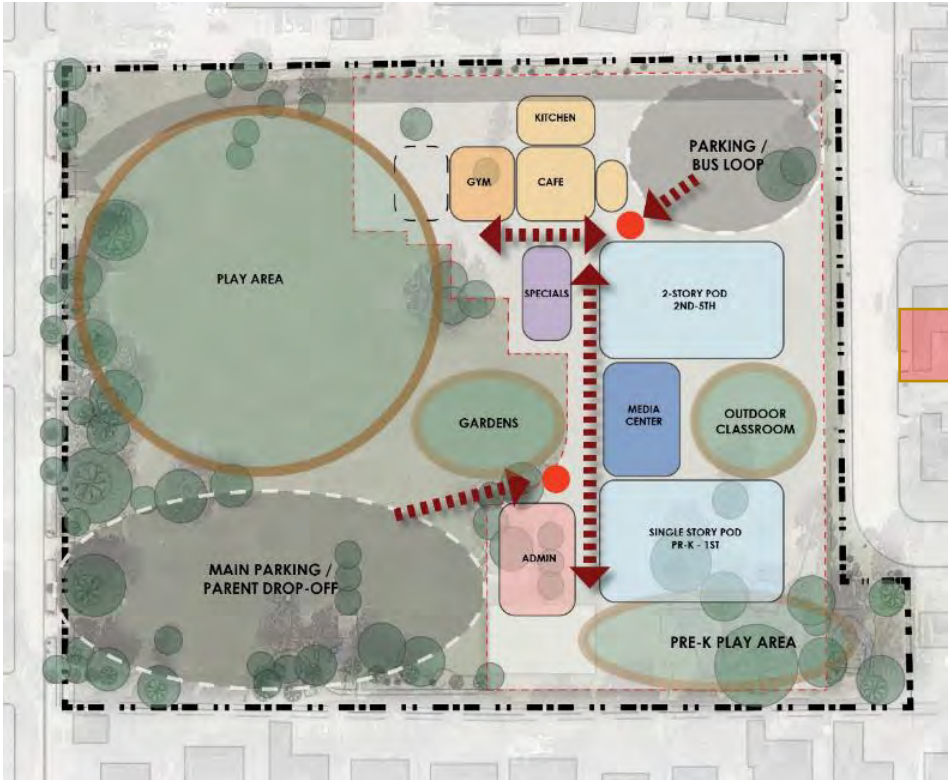 KITCHEN
PARKING /
BUS LOOP
GYM
CAFE
PLAY AREA
SPECIALS
2-STORY POD
2ND-5TH
MEDIA
CENTER
OUTDOOR
CLASSROOM
GARDENS
SINGLE STORY POD
PR-K - 1ST
ADMIN
MAIN PARKING /
PARENT DROP-OFF
PRE-K PLAY AREA